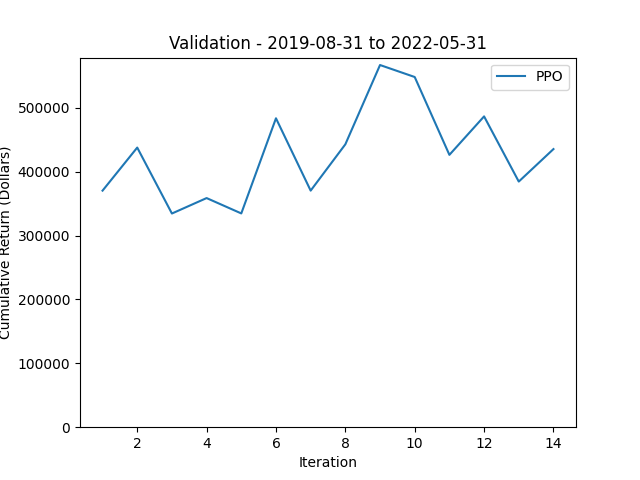 Validation - 2019-08-31 to 2022-05-31
PPO
Cumulative Return (Dollars)
500000
400000
300000
200000
100000
0
2 4 6 8 10 12 14
Iteration